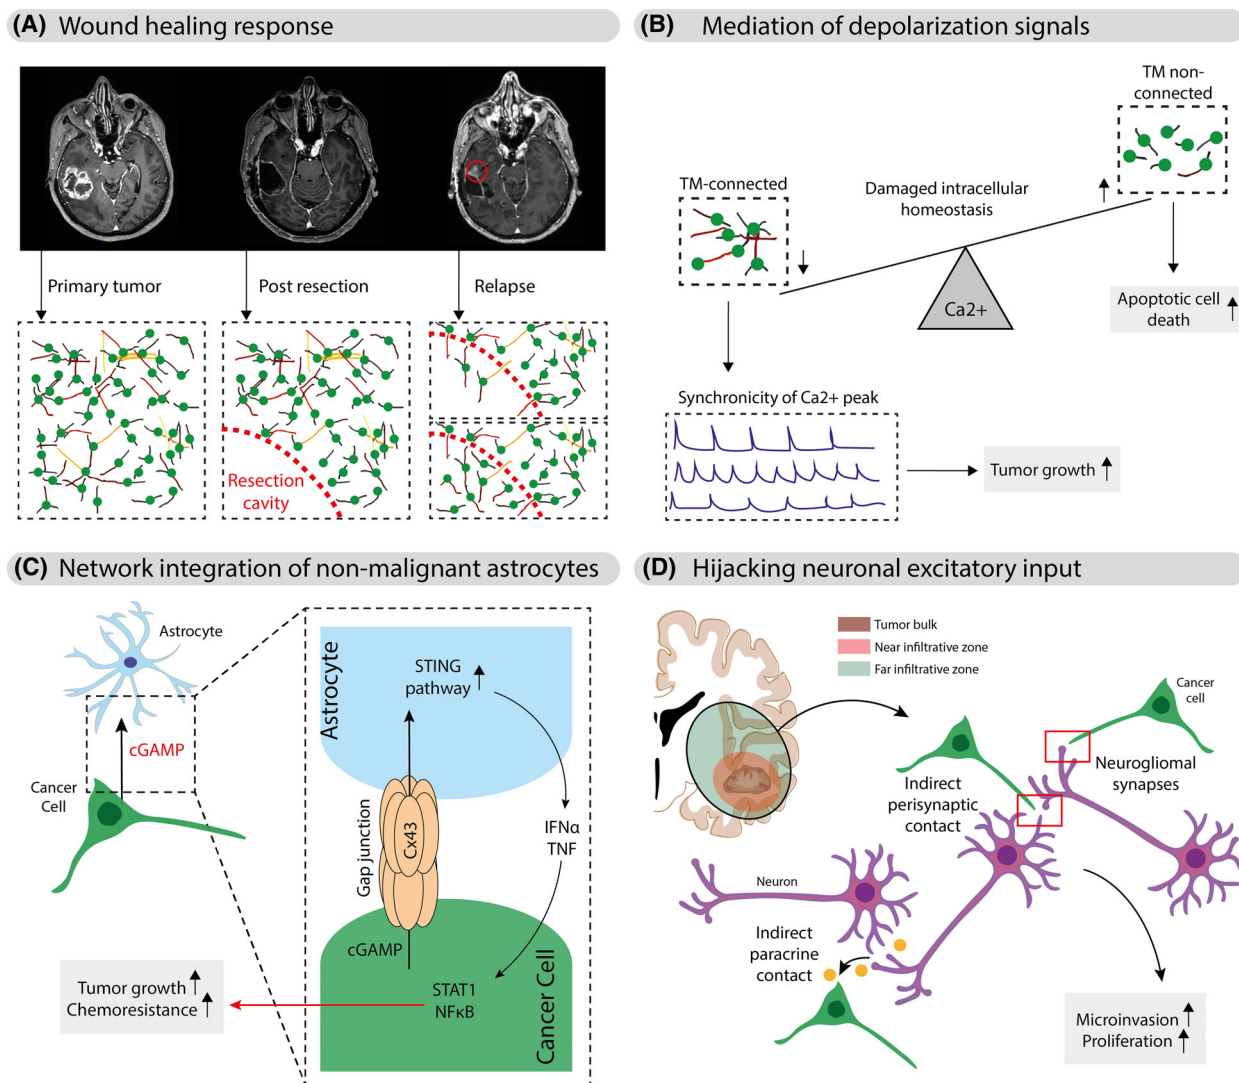 (A) Wound healing response
Primary tumor
Post resection
Relapse
Resection
cavity
(B) Mediation of depolarization signals
TM non-
connected
TM-connected
Damaged intracellular
homeostasis
Ca2+
Apoptotic cell
death
Synchronicity of Ca2+ peak
Tumor growth
(C) Network integration of non-malignant astrocytes
Astrocyte
cGAMP
Cancer
Cell
Astrocyte
STING
pathway
Gap junction
Cx43
IFNα
TNF
cGAMP
STAT1
NFκB
Cancer Cell
Tumor growth
Chemoresistance
(D) Hijacking neuronal excitatory input
Tumor bulk
Near infiltrative zone
Far infiltrative zone
Cancer
cell
Neurogliomal
synapses
Indirect
perisynaptic
contact
Neuron
Indirect
paracrine
contact
Microinvasion
Proliferation